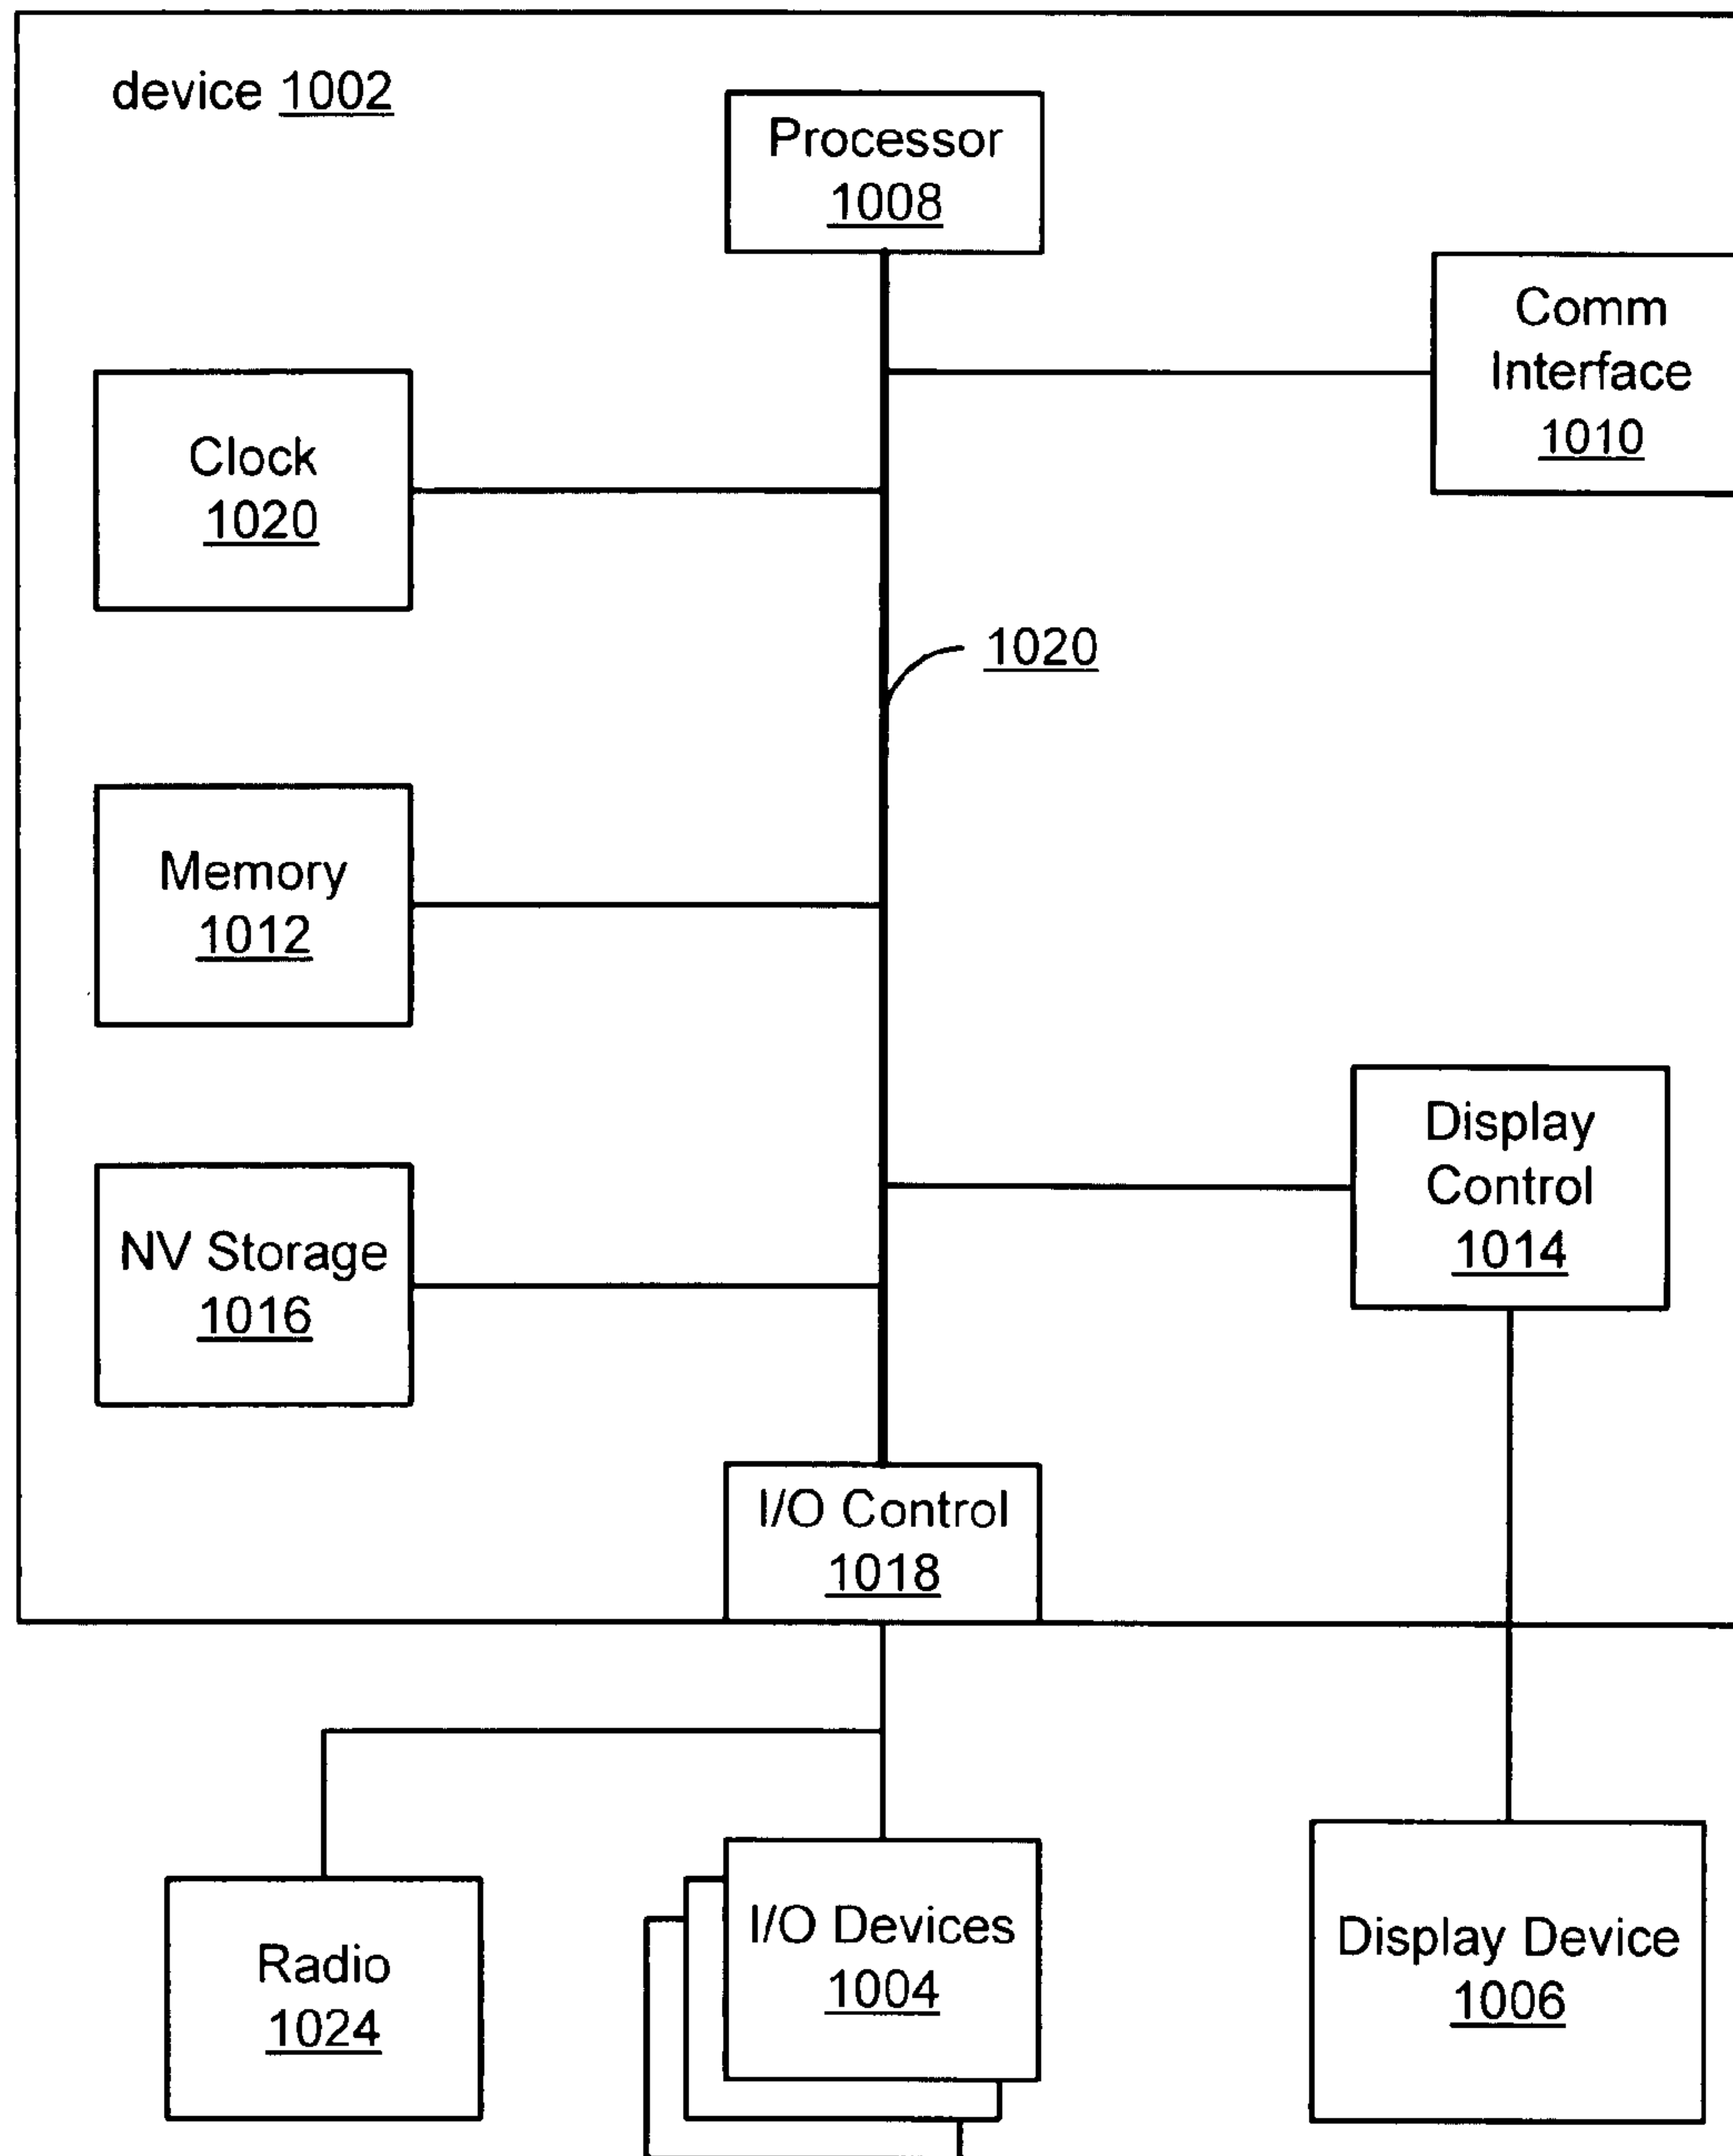 device 1002
Processor
1008
Comm
Interface
1010
Clock
1020
1020
Memory
1012
Display
Control
1014
NV Storage
1016
I/O Control
1018
Radio
1024
I/O Devices
1004
Display Device
1006